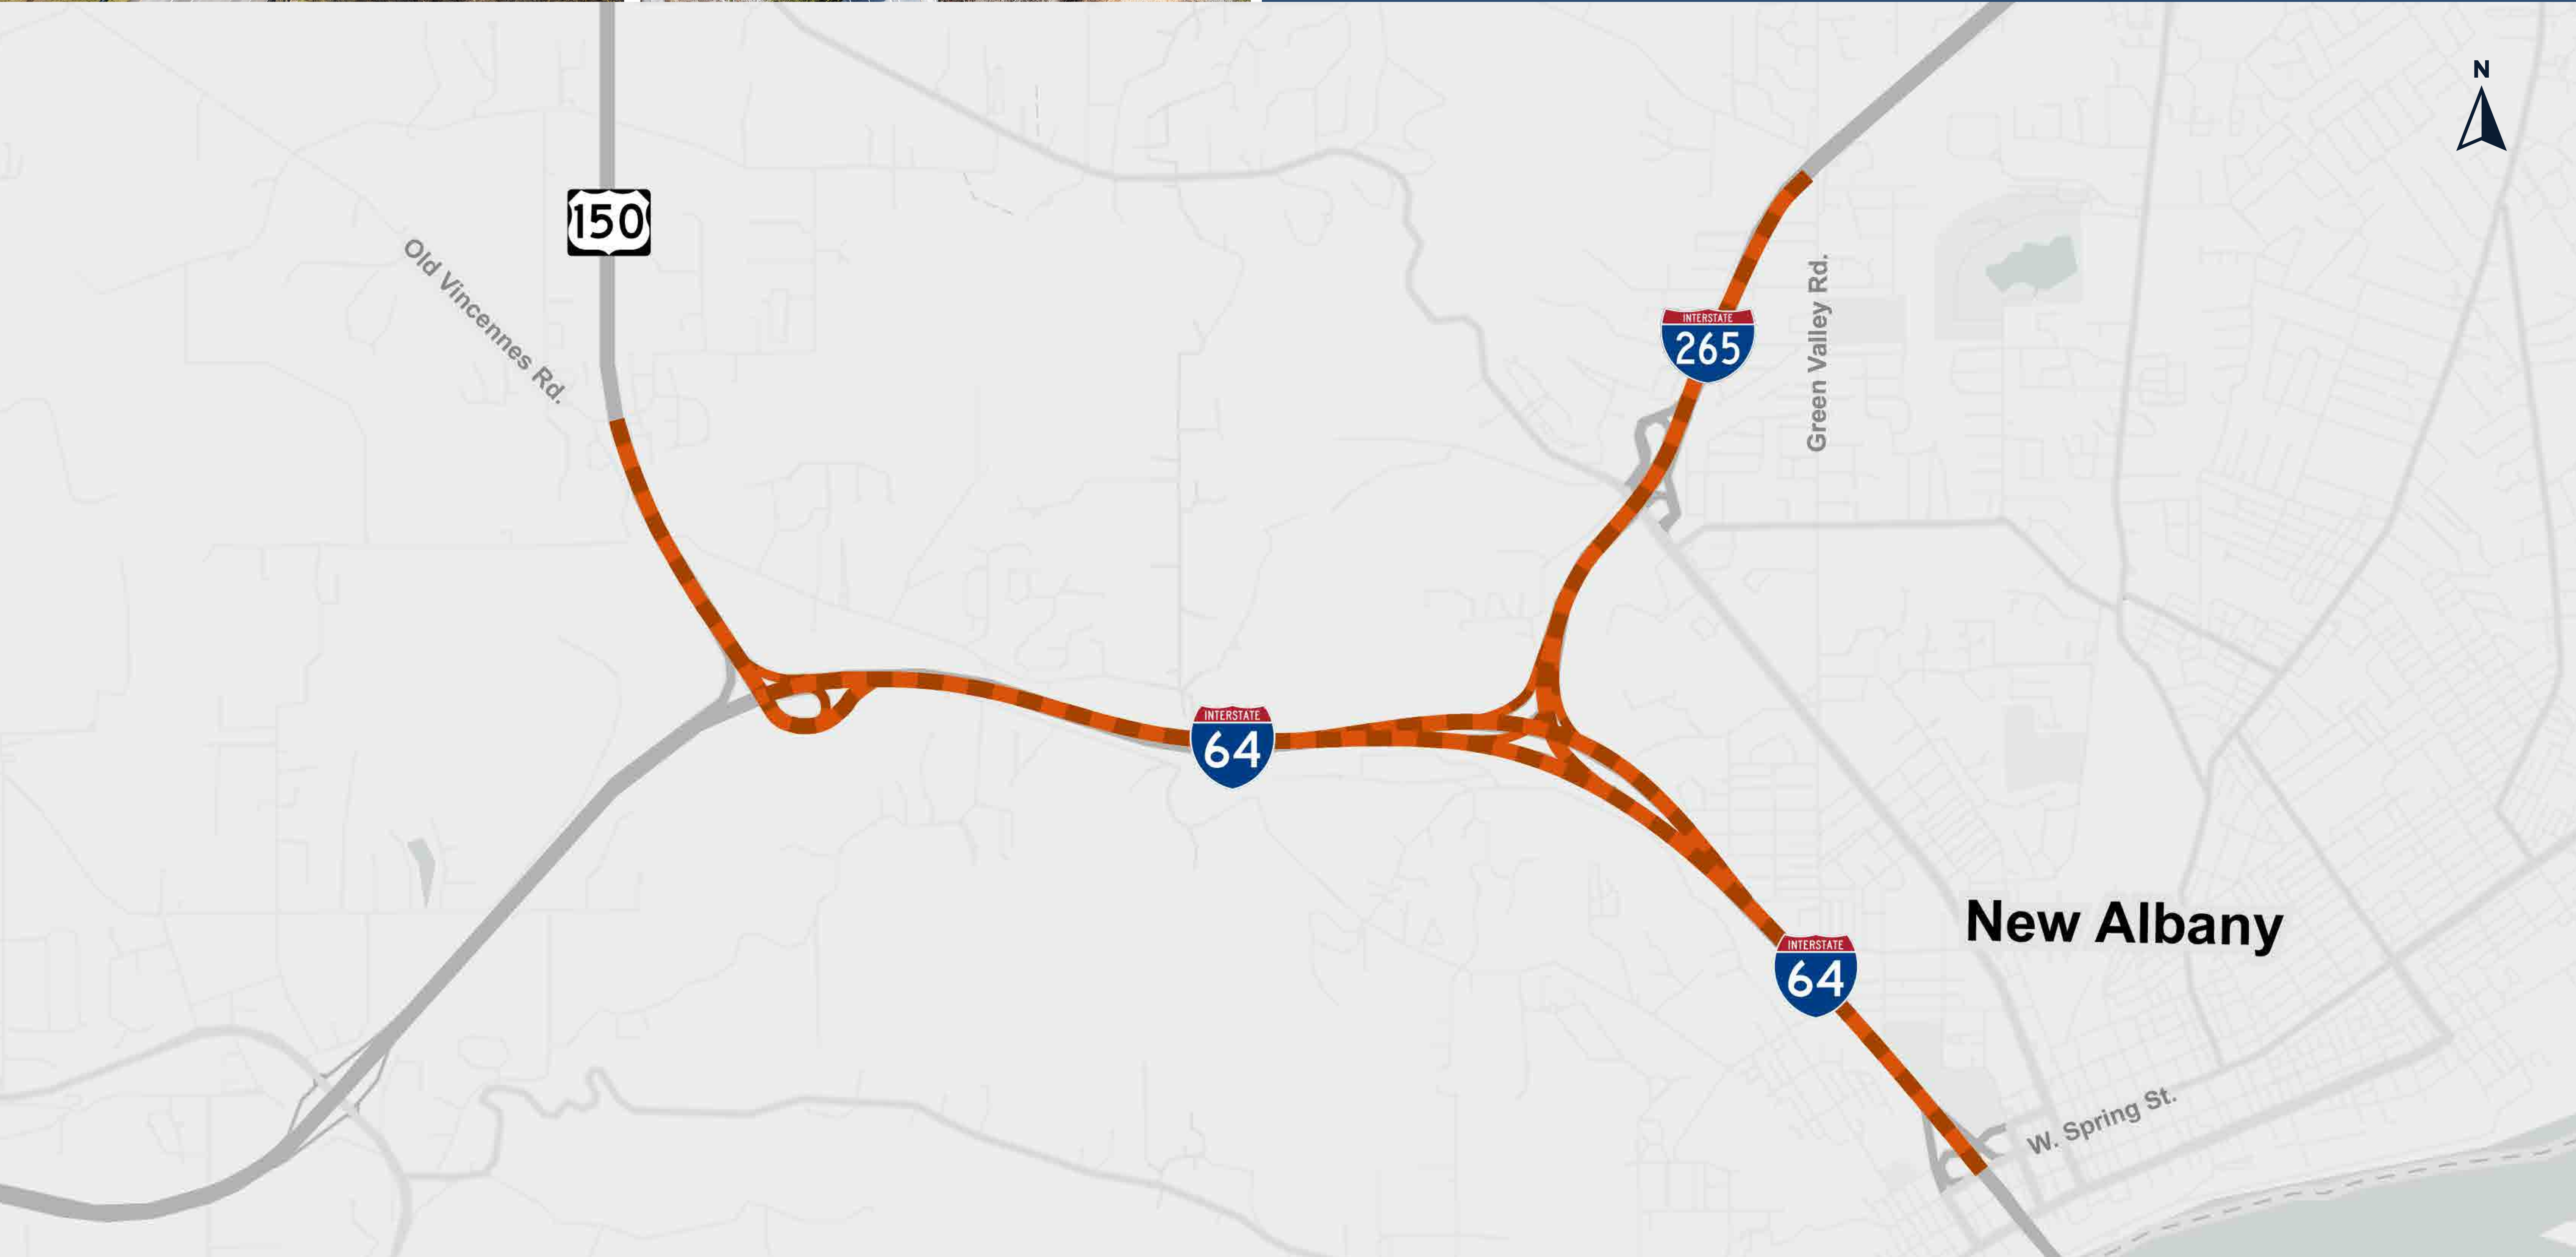 N
150
Old Vincennes Rd.
INTERSTATE
265
Green Valley Rd.
INTERSTATE
64
New Albany
INTERSTATE
64
W. Spring St.